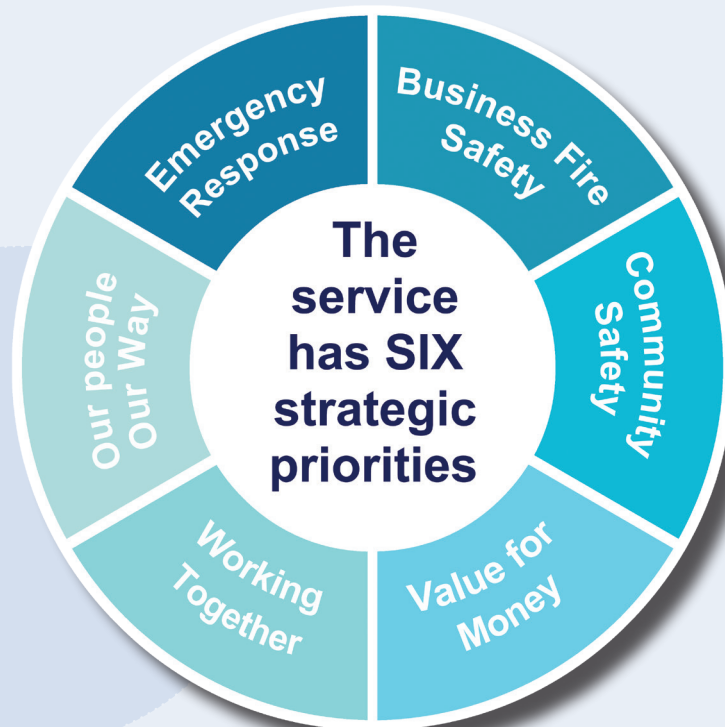 The
service
has SIX
strategic
priorities
Emergency
Response
Business Fire
Safety
Community
Safety
Value for
Money
Working
Together
Our people
Our Way